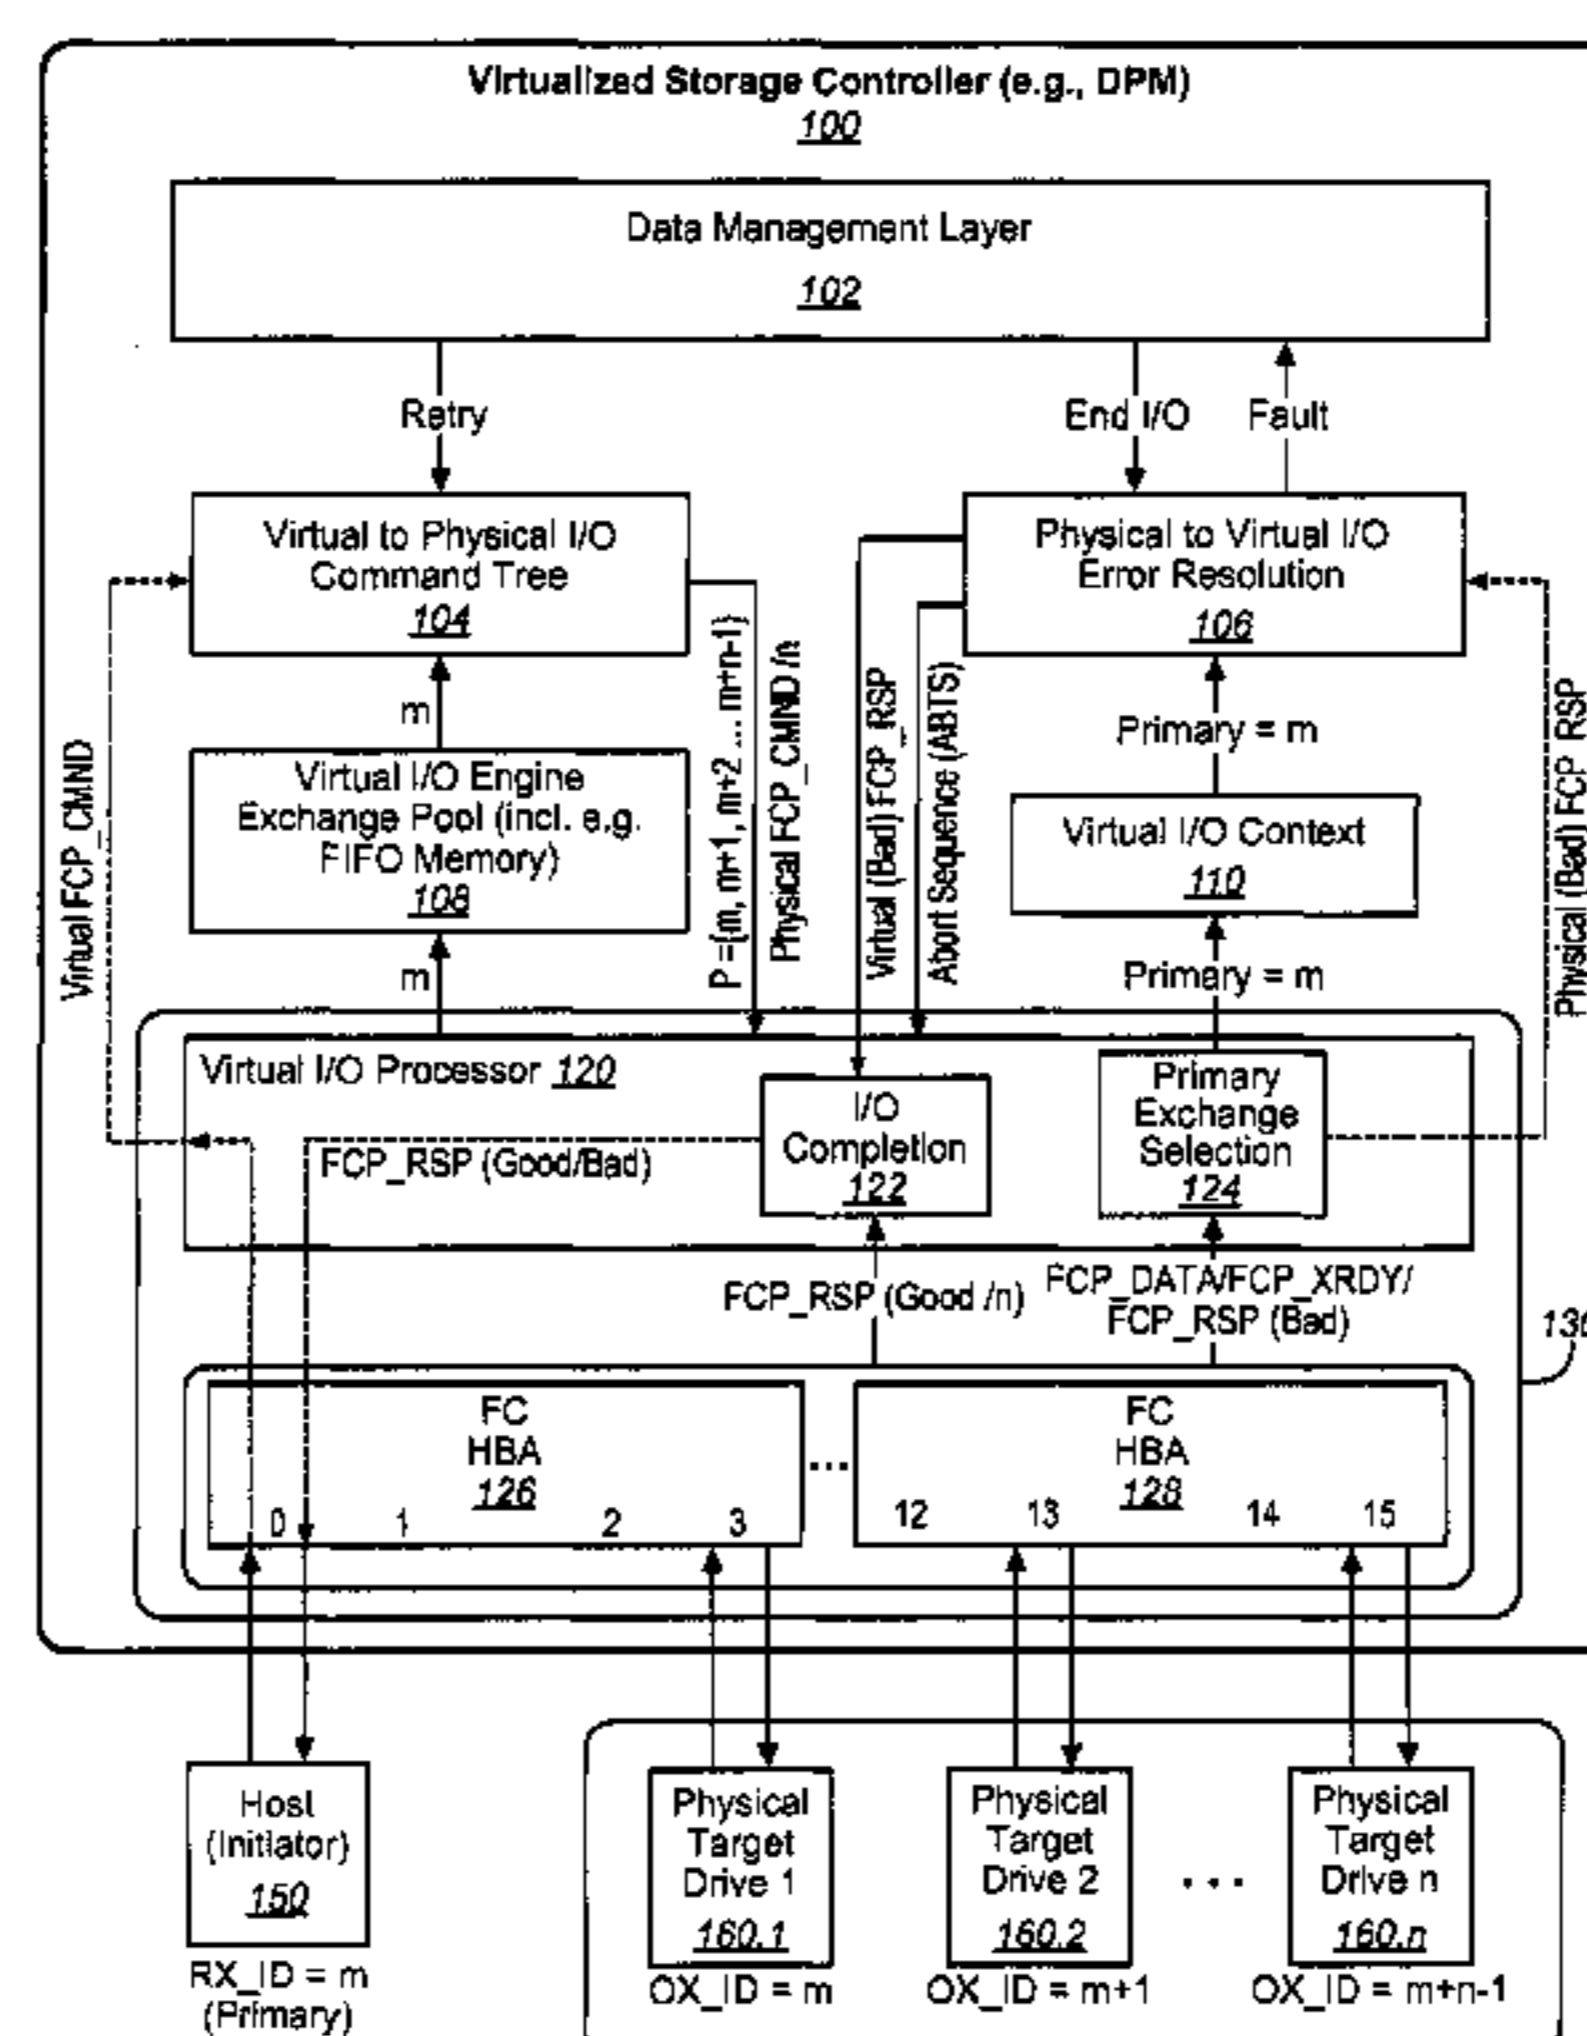 Virtualized Storage Controller (e.g., DPM)
100
Data Management Layer
102
Retry
End I/O
Fault
Virtual to Physical I/O
Command Tree
104
Physical to Virtual I/O
Error Resolution
106
m
Primary = m
Virtual FCP_CMND
P ={m, m+1, m+2 ... m+n-1}
Physical FCP_CMND /n
Virtual (Bad) FCP_RSP
Abort Sequence (ABTS)
Physical (Bad) FCP_RSP
Virtual I/O Engine
Exchange Pool (incl. e.g.
FIFO Memory)
108
Virtual I/O Context
110
m
Primary = m
Virtual I/O Processor 120
I/O
Completion
122
Primary
Exchange
Selection
124
FCP_RSP (Good/Bad)
FCP_RSP (Good /n)
FCP_DATA/FCP_XRDY/
FCP_RSP (Bad)
FC
HBA
126
0 1 2 3
...
FC
HBA
128
12 13 14 15
Host
(Initiator)
150
RX_ID = m
(Primary)
Physical
Target
Drive 1
160.1
OX_ID = m
Physical
Target
Drive 2
160.2
OX_ID = m+1
...
Physical
Target
Drive n
160.n
OX_ID = m+n-1